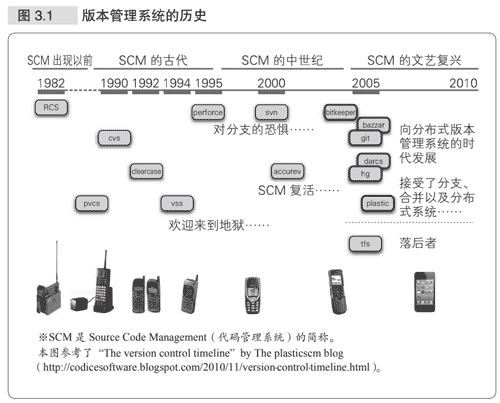 图 3.1 版本管理系统的历史
SCM 出现以前 SCM 的古代 SCM 的中世纪 SCM 的文艺复兴
1982 1990 1992 1994 1995 2000 2005 2010
RCS perforce svn bitkeeper
对分支的恐惧……
bazzar
cvs git
向分布式版本
管理系统的时
代发展
darcs
clearcase accurev hg
SCM 复活……
接受了分支、
合并以及分布
式系统……
pvcs vss plastic
欢迎来到地狱……
tfs 落后者
※SCM 是 Source Code Management（代码管理系统）的简称。
本图参考了 “The version control timeline” by The plasticscm blog
（http://codicesoftware.blogspot.com/2010/11/version-control-timeline.html）。